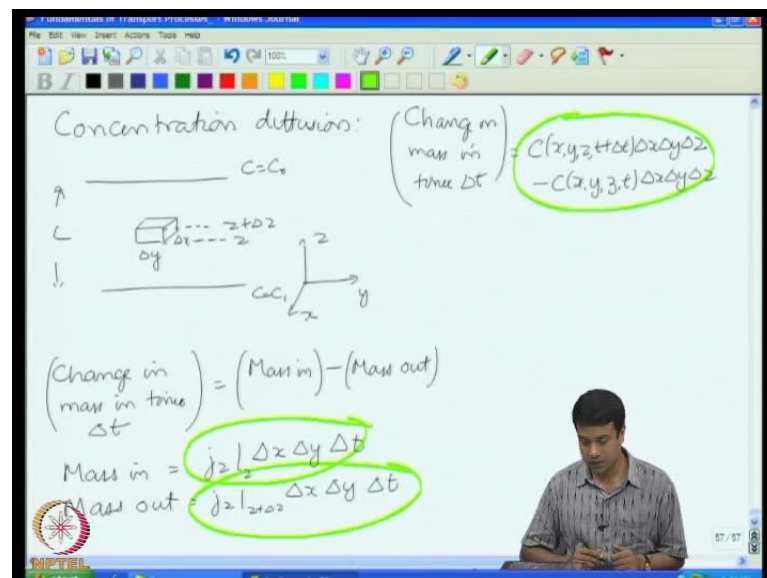 Fundamentals of Transport Processes_ - Windows Journal
File Edit View Insert Actions Tools Help
100%
B I
Concentration diffusion:
C=C₀
L
Δx --- z+Δz
--- z
Δy
C=C₁
z
y
x
(Change in mass in time Δt) = C(x,y,z,t+Δt)ΔxΔyΔz
-C(x,y,z,t)ΔxΔyΔz
(Change in mass in time Δt) = (Mass in) - (Mass out)
Mass in = jz|z Δx Δy Δt
Mass out = jz|z+Δz Δx Δy Δt
57 / 57
NPTEL